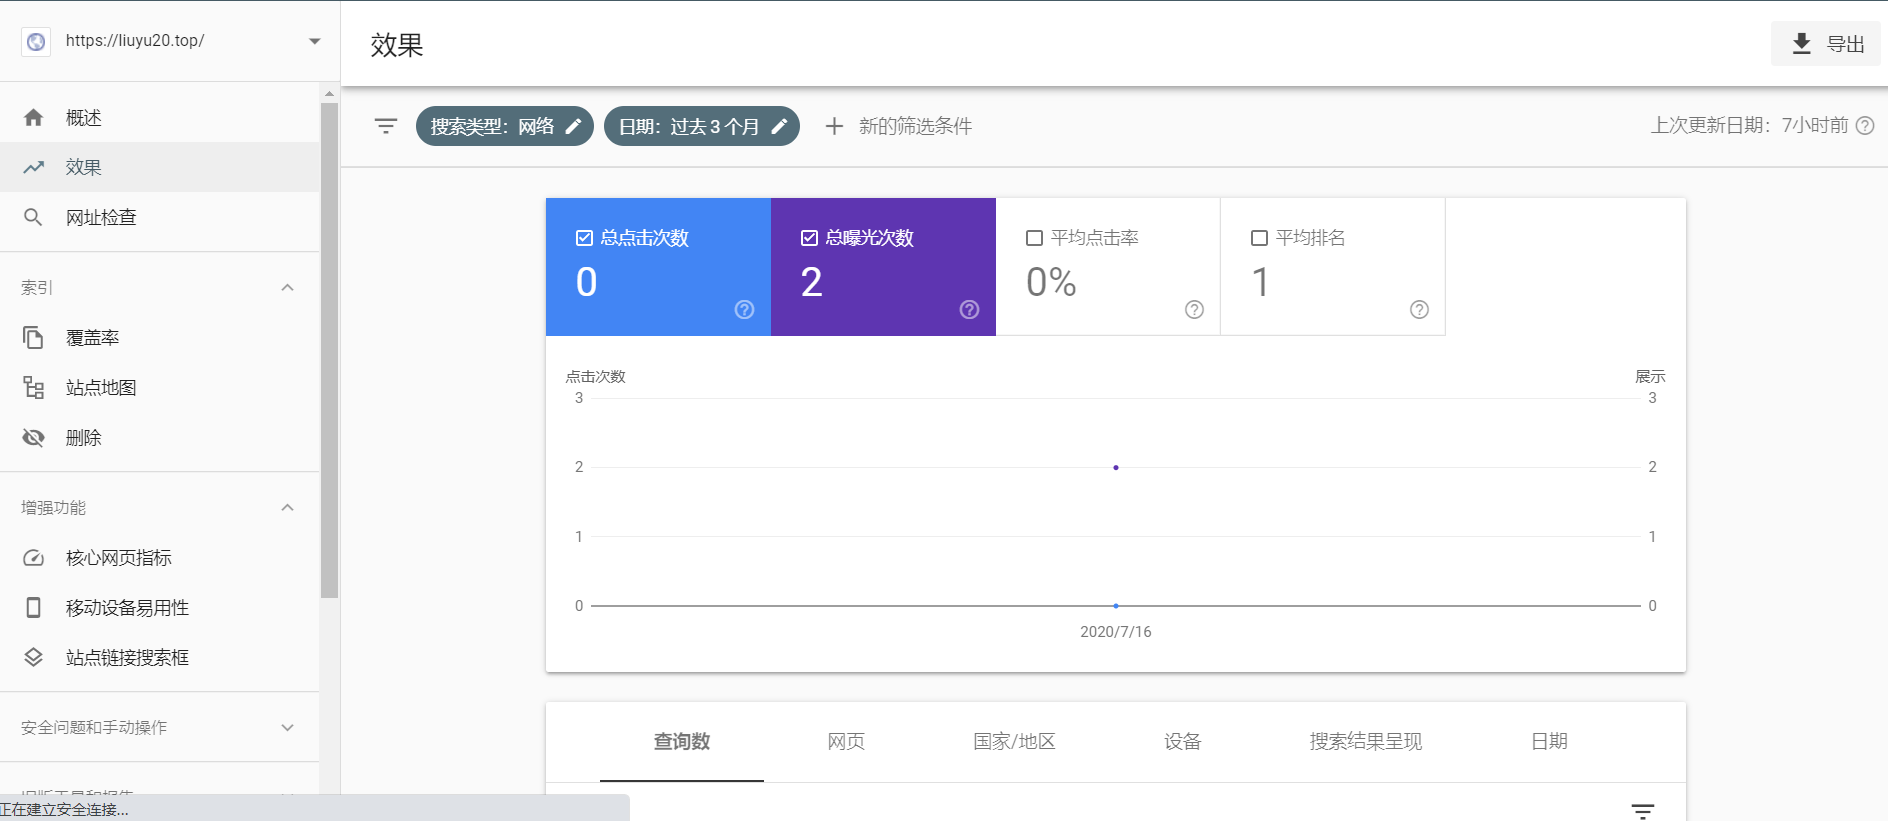 https://liuyu20.top/
效果
导出
概述
效果
网址检查
索引
覆盖率
站点地图
删除
增强功能
核心网页指标
移动设备易用性
站点链接搜索框
安全问题和手动操作
正在建立安全连接...
搜索类型：网络
日期：过去 3 个月
新的筛选条件
上次更新日期：7小时前
总点击次数
0
总曝光次数
2
平均点击率
0%
平均排名
1
点击次数
展示
3
3
2
2
1
1
0
0
2020/7/16
查询数 网页 国家/地区 设备 搜索结果呈现 日期